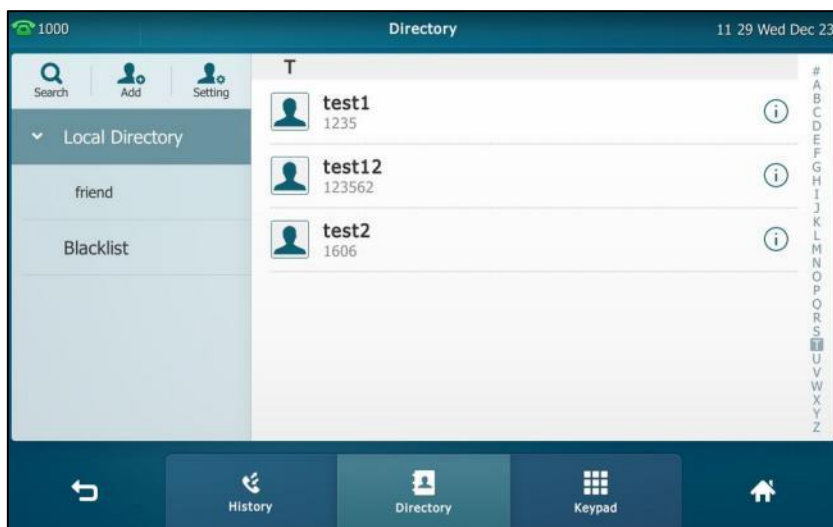 1000
Directory
11 29 Wed Dec 23
Search
Add
Setting
Local Directory
friend
Blacklist
T
test1
1235
test12
123562
test2
1606
#
A
B
C
D
E
F
G
H
I
J
K
L
M
N
O
P
Q
R
S
T
U
V
W
X
Y
Z
History
Directory
Keypad